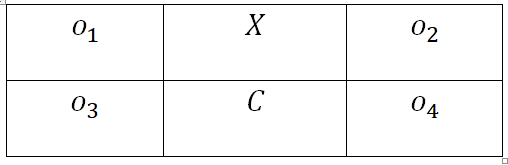 o₁ X o₂
o₃ C o₄